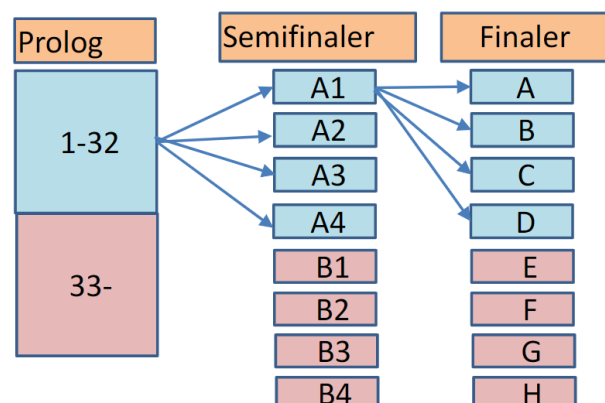 Prolog
Semifinaler
Finaler
1-32
33-
A1
A2
A3
A4
B1
B2
B3
B4
A
B
C
D
E
F
G
H